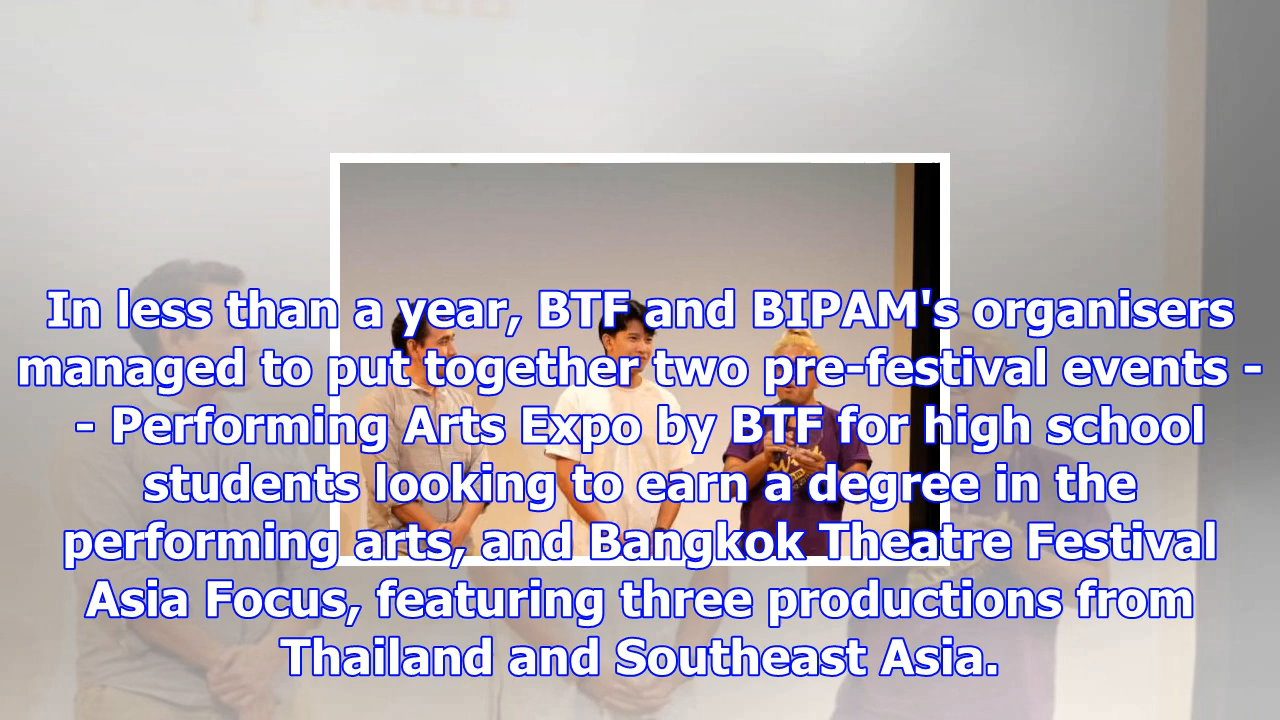 In less than a year, BTF and BIPAM's organisers
managed to put together two pre-festival events -
- Performing Arts Expo by BTF for high school
students looking to earn a degree in the
performing arts, and Bangkok Theatre Festival
Asia Focus, featuring three productions from
Thailand and Southeast Asia.